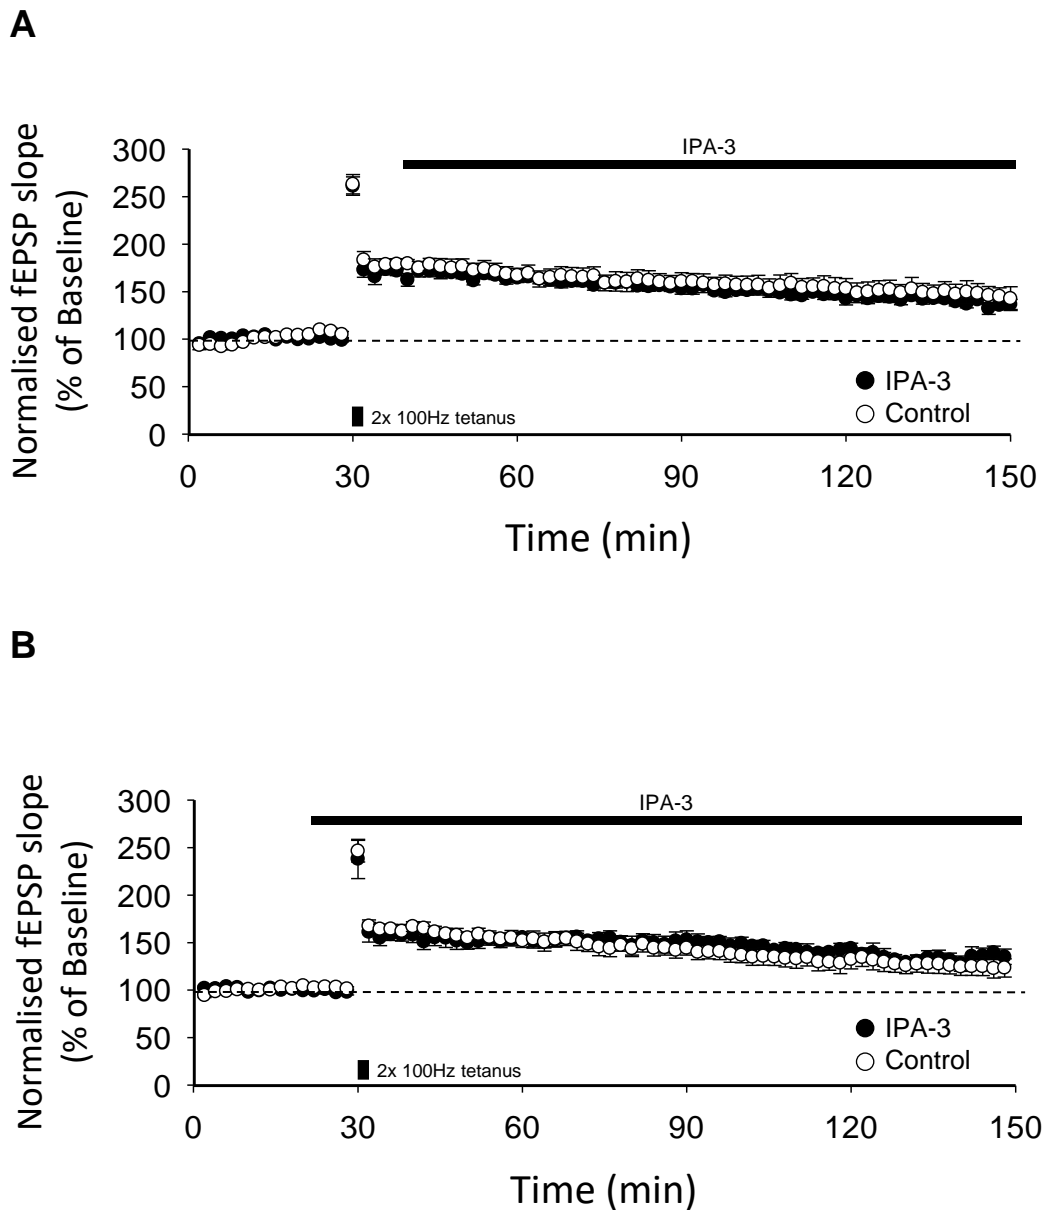 A
Normalised fEPSP slope
(% of Baseline)
300
250
200
150
100
50
0
IPA-3
IPA-3
Control
2x 100Hz tetanus
0
30
60
90
120
150
Time (min)
B
Normalised fEPSP slope
(% of Baseline)
300
250
200
150
100
50
0
IPA-3
IPA-3
Control
2x 100Hz tetanus
0
30
60
90
120
150
Time (min)